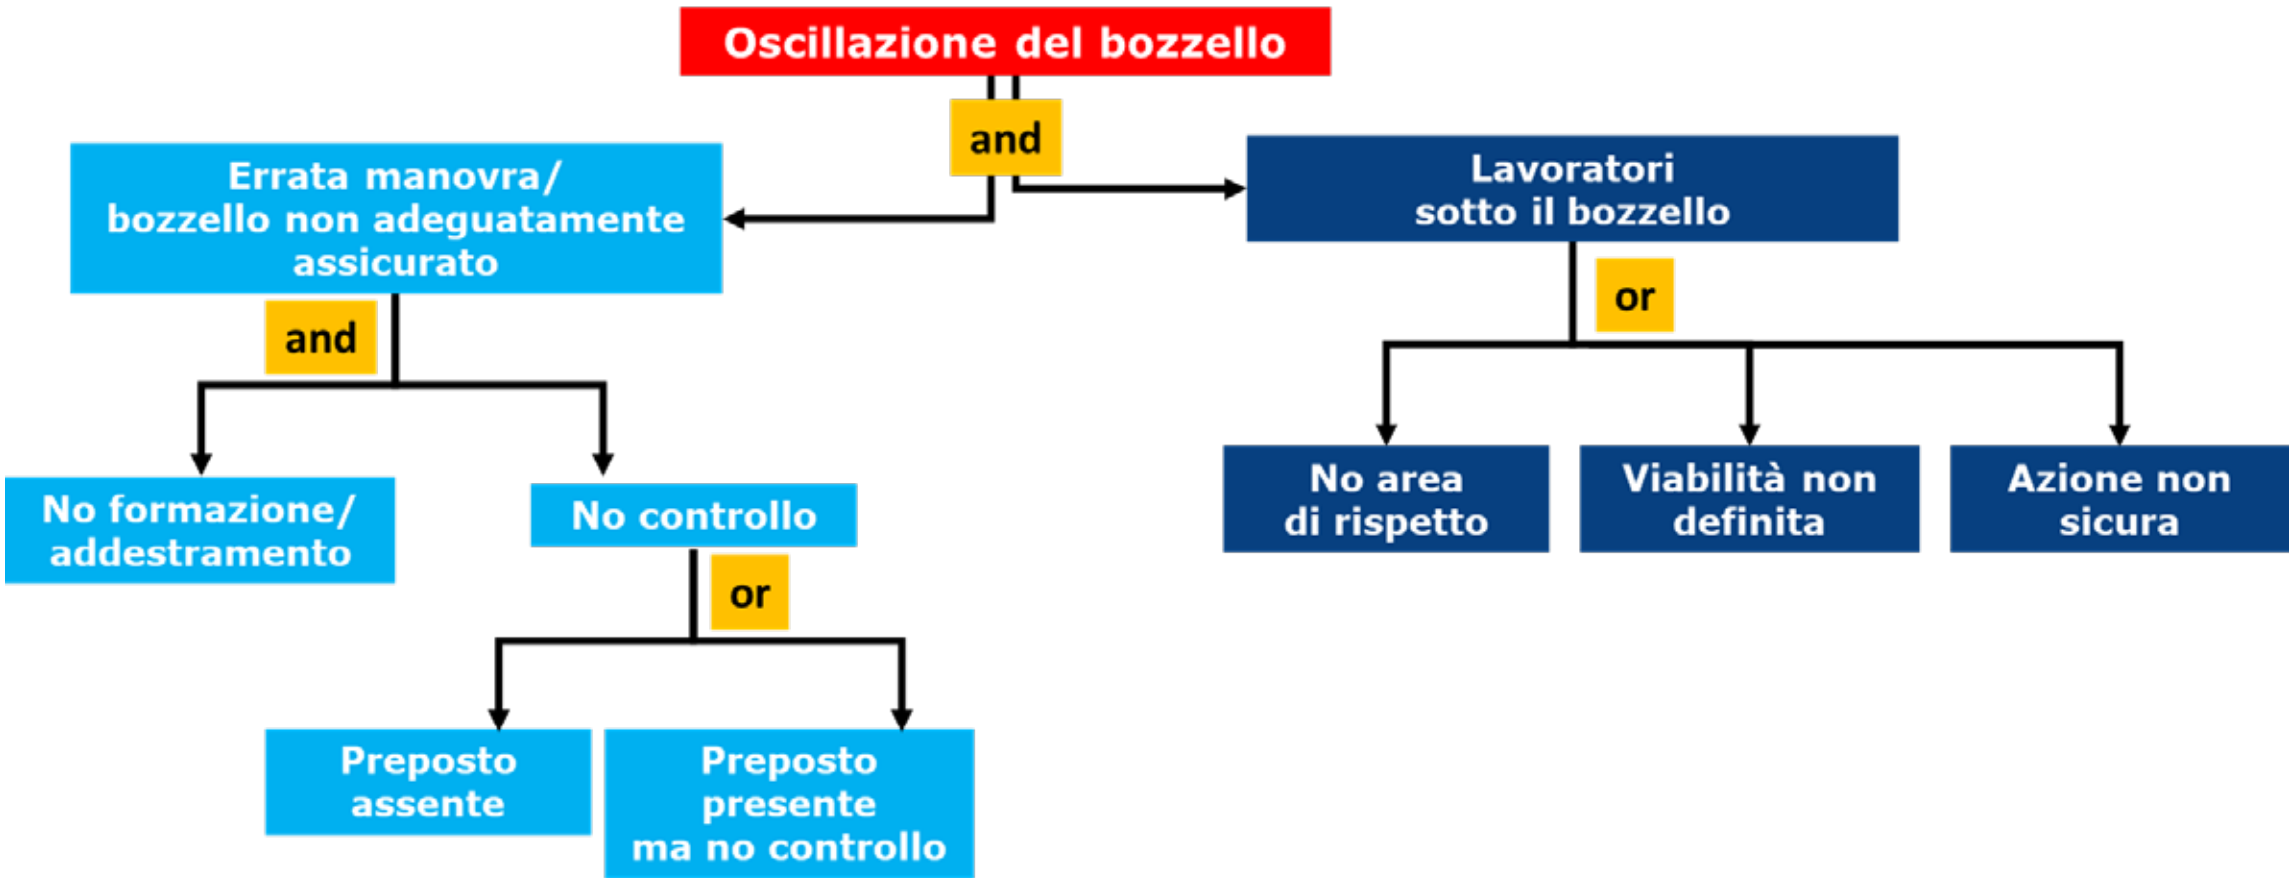 Oscillazione del bozzello
and
Errata manovra/
bozzello non adeguatamente
assicurato
Lavoratori
sotto il bozzello
and
or
No formazione/
addestramento
No controllo
No area
di rispetto
Viabilità non
definita
Azione non
sicura
or
Preposto
assente
Preposto
presente
ma no controllo